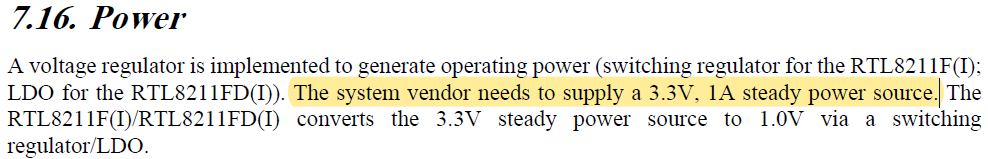 7.16. Power
A voltage regulator is implemented to generate operating power (switching regulator for the RTL8211F(I);
LDO for the RTL8211FD(I)). The system vendor needs to supply a 3.3V, 1A steady power source. The
RTL8211F(I)/RTL8211FD(I) converts the 3.3V steady power source to 1.0V via a switching
regulator/LDO.